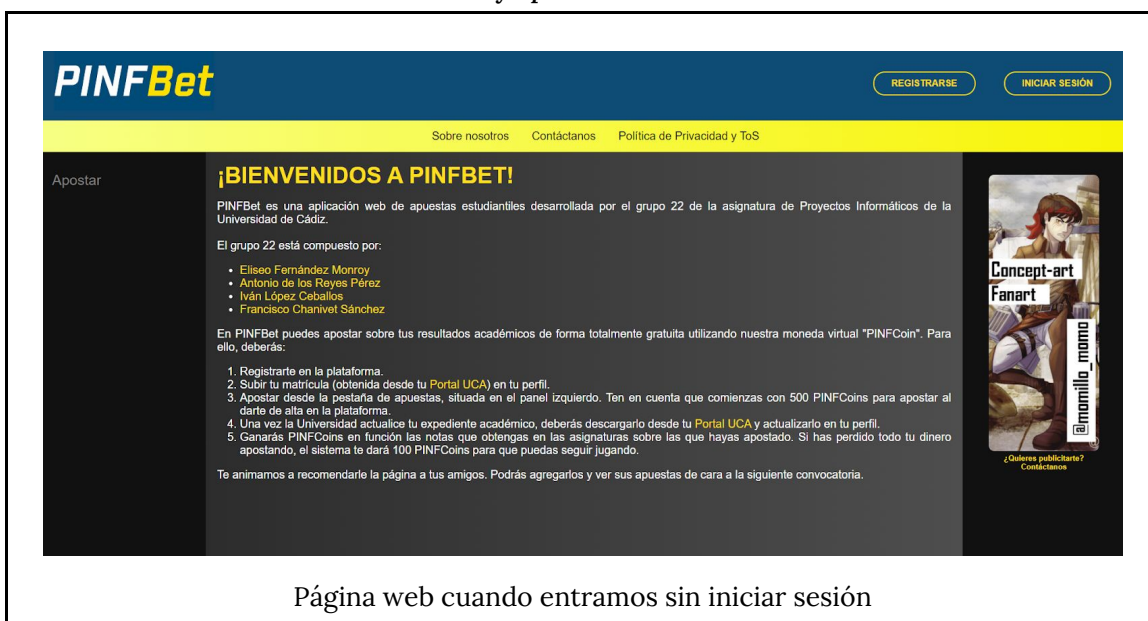 PINFBet
REGISTRARSE
INICIAR SESIÓN
Sobre nosotros Contáctanos Política de Privacidad y ToS
Apostar
¡BIENVENIDOS A PINFBET!
PINFBet es una aplicación web de apuestas estudiantiles desarrollada por el grupo 22 de la asignatura de Proyectos Informáticos de la
Universidad de Cádiz.
El grupo 22 está compuesto por:
• Eliseo Fernández Monroy
• Antonio de los Reyes Pérez
• Iván López Ceballos
• Francisco Chanivet Sánchez
En PINFBet puedes apostar sobre tus resultados académicos de forma totalmente gratuita utilizando nuestra moneda virtual "PINFCoin". Para
ello, deberás:
1. Registrarte en la plataforma.
2. Subir tu matrícula (obtenida desde tu Portal UCA) en tu perfil.
3. Apostar desde la pestaña de apuestas, situada en el panel izquierdo. Ten en cuenta que comienzas con 500 PINFCoins para apostar al
darte de alta en la plataforma.
4. Una vez la Universidad actualice tu expediente académico, deberás descargarlo desde tu Portal UCA y actualizarlo en tu perfil.
5. Ganarás PINFCoins en función las notas que obtengas en las asignaturas sobre las que hayas apostado. Si has perdido todo tu dinero
apostando, el sistema te dará 100 PINFCoins para que puedas seguir jugando.
Te animamos a recomendarle la página a tus amigos. Podrás agregarlos y ver sus apuestas de cara a la siguiente convocatoria.
Concept-art
Fanart
@momillo_momo
¿Quieres publicitarte?
Contáctanos
Página web cuando entramos sin iniciar sesión